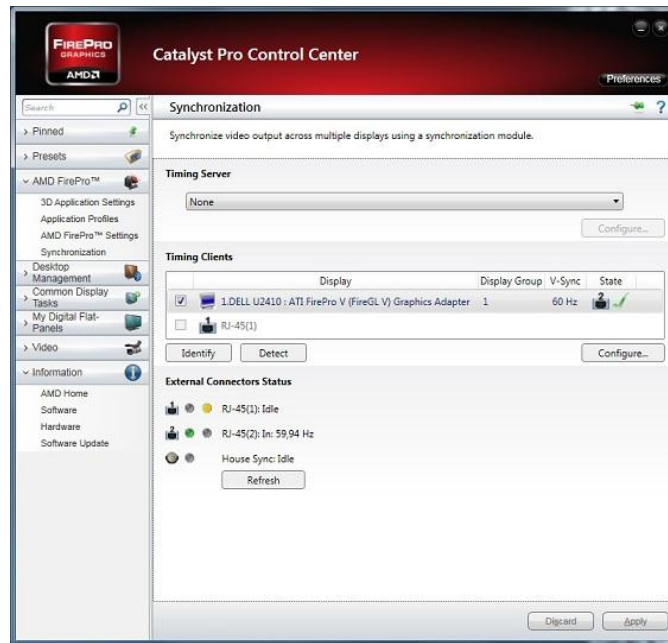 FIREPRO
GRAPHICS
AMD
Catalyst Pro Control Center
Preferences
Search
Synchronization
?
Synchronize video output across multiple displays using a synchronization module.
Pinned
Presets
AMD FirePro™
3D Application Settings
Application Profiles
AMD FirePro™ Settings
Synchronization
Desktop
Management
Common Display
Tasks
My Digital Flat-
Panels
Video
Information
AMD Home
Software
Hardware
Software Update
Timing Server
None
Configure...
Timing Clients
Display Display Group V-Sync State
1.DELL U2410 : ATI FirePro V (FireGL V) Graphics Adapter 1 60 Hz 2
1 RJ-45(1)
Identify Detect Configure...
External Connectors Status
1 RJ-45(1): Idle
2 RJ-45(2): In: 59,94 Hz
House Sync: Idle
Refresh
Discard Apply